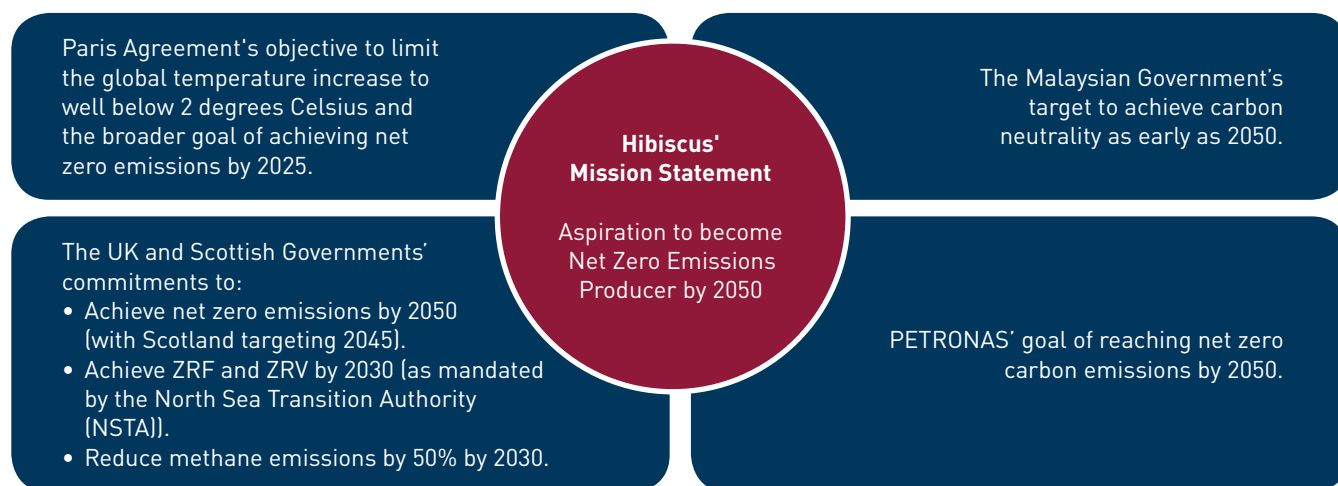 Paris Agreement's objective to limit
the global temperature increase to
well below 2 degrees Celsius and
the broader goal of achieving net
zero emissions by 2025.
The Malaysian Government’s
target to achieve carbon
neutrality as early as 2050.
Hibiscus'
Mission Statement
Aspiration to become
Net Zero Emissions
Producer by 2050
The UK and Scottish Governments’
commitments to:
• Achieve net zero emissions by 2050
(with Scotland targeting 2045).
• Achieve ZRF and ZRV by 2030 (as mandated
by the North Sea Transition Authority
(NSTA)).
• Reduce methane emissions by 50% by 2030.
PETRONAS’ goal of reaching net zero
carbon emissions by 2050.